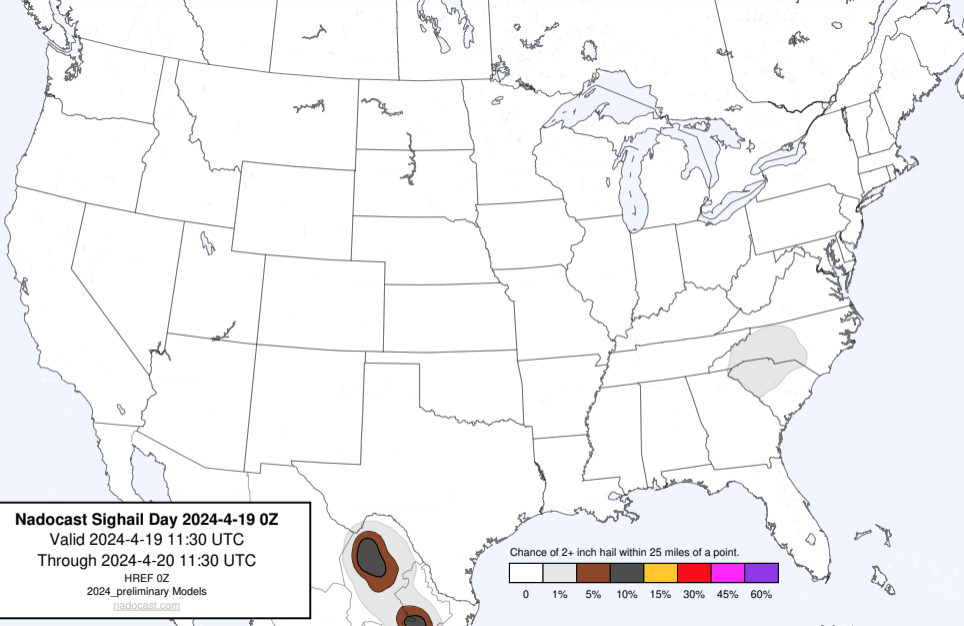 Nadocast Sighail Day 2024-4-19 0Z
Valid 2024-4-19 11:30 UTC
Through 2024-4-20 11:30 UTC
HREF 0Z
2024_preliminary Models
nadocast.com
Chance of 2+ inch hail within 25 miles of a point.
0 1% 5% 10% 15% 30% 45% 60%